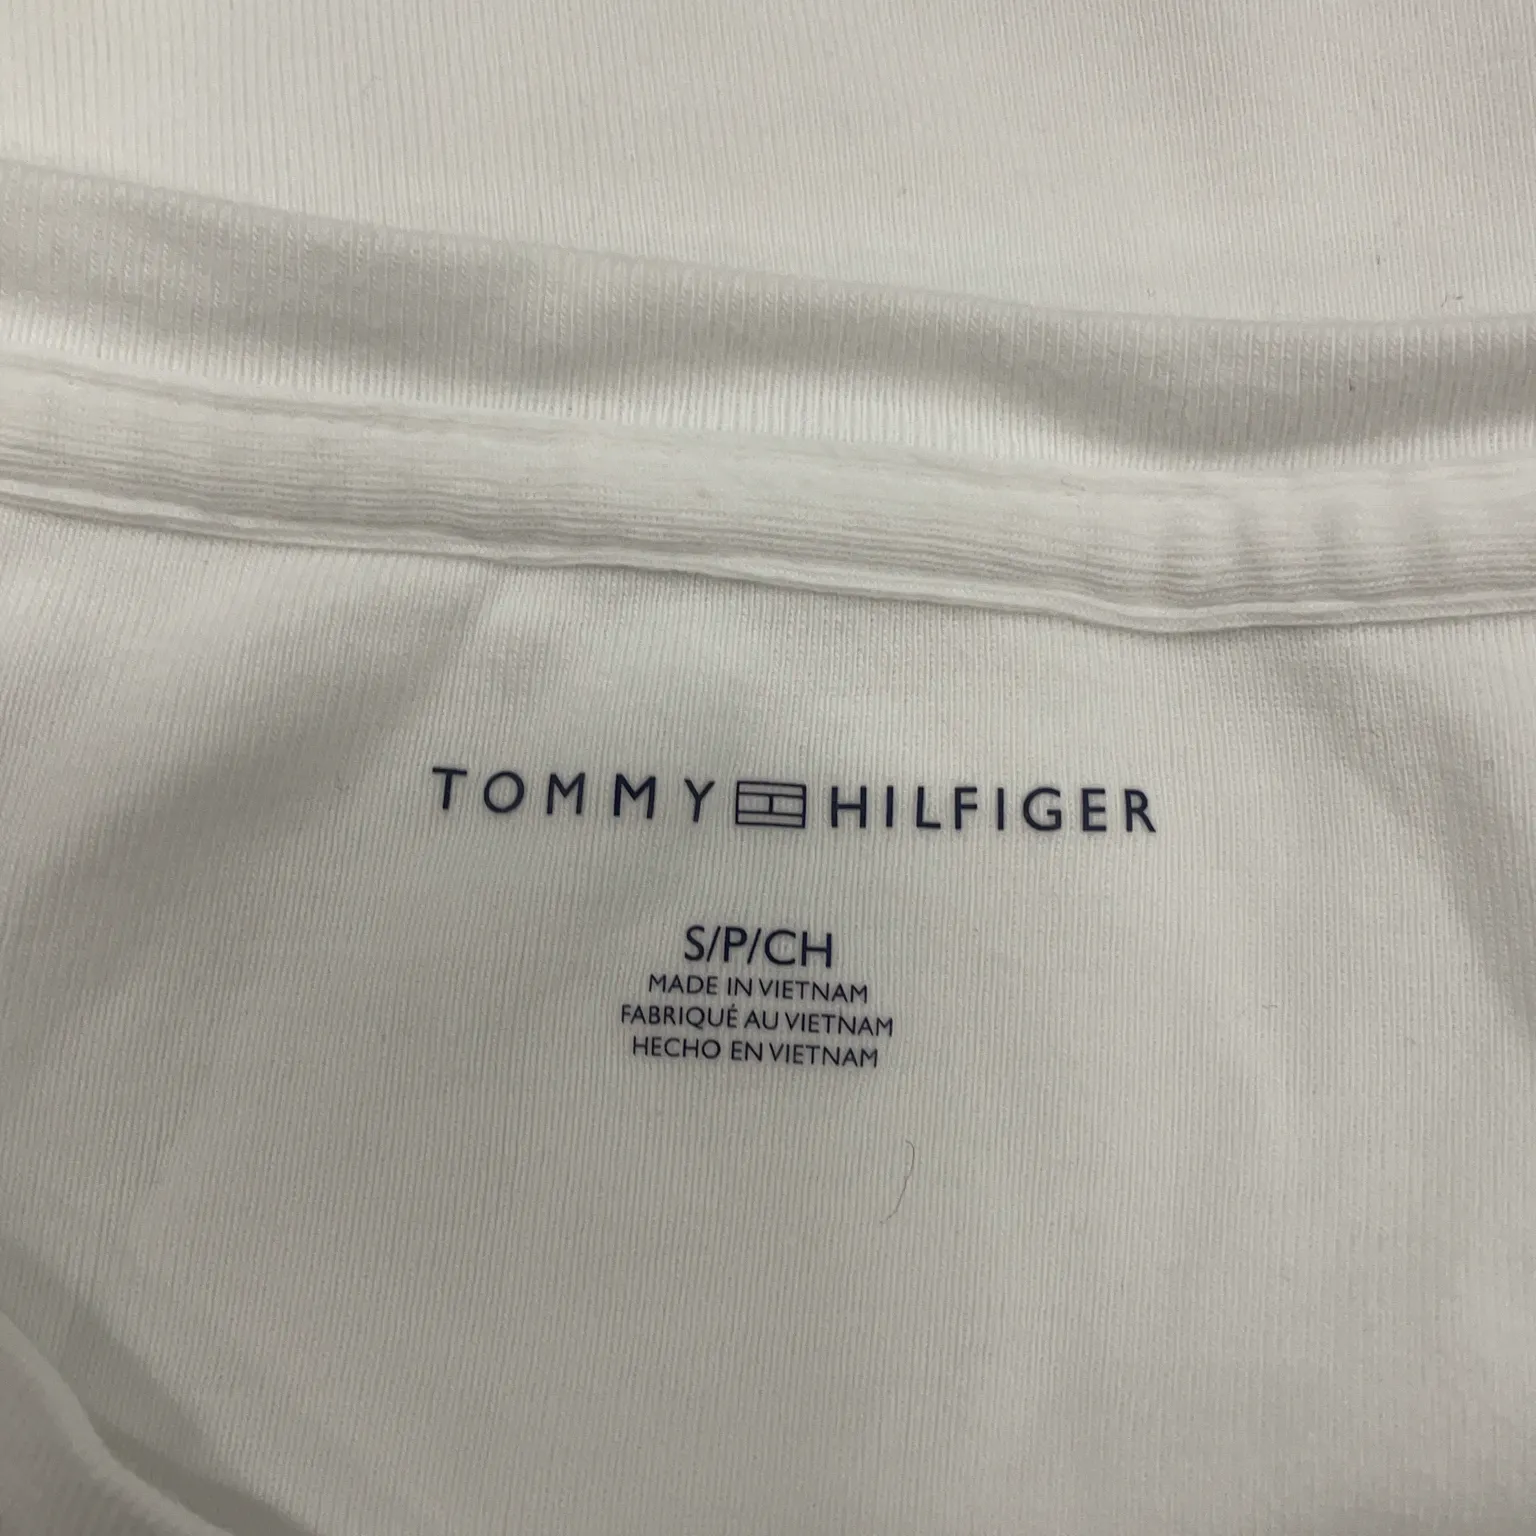 TOMMY HILFIGER
S/P/CH
MADE IN VIETNAM
FABRIQUÉ AU VIETNAM
HECHO EN VIETNAM